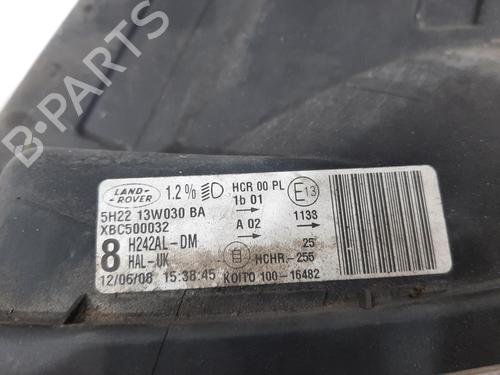 LAND-
ROVER
1.2% HCR 00 PL E13
1b 01
5H22 13W030 BA
XBC500032 A 02 1138
8 H242AL-DM 25
HAL-UK HCHR-255
12/06/08 15:38:45 KOITO 100-16482
B-PARTS